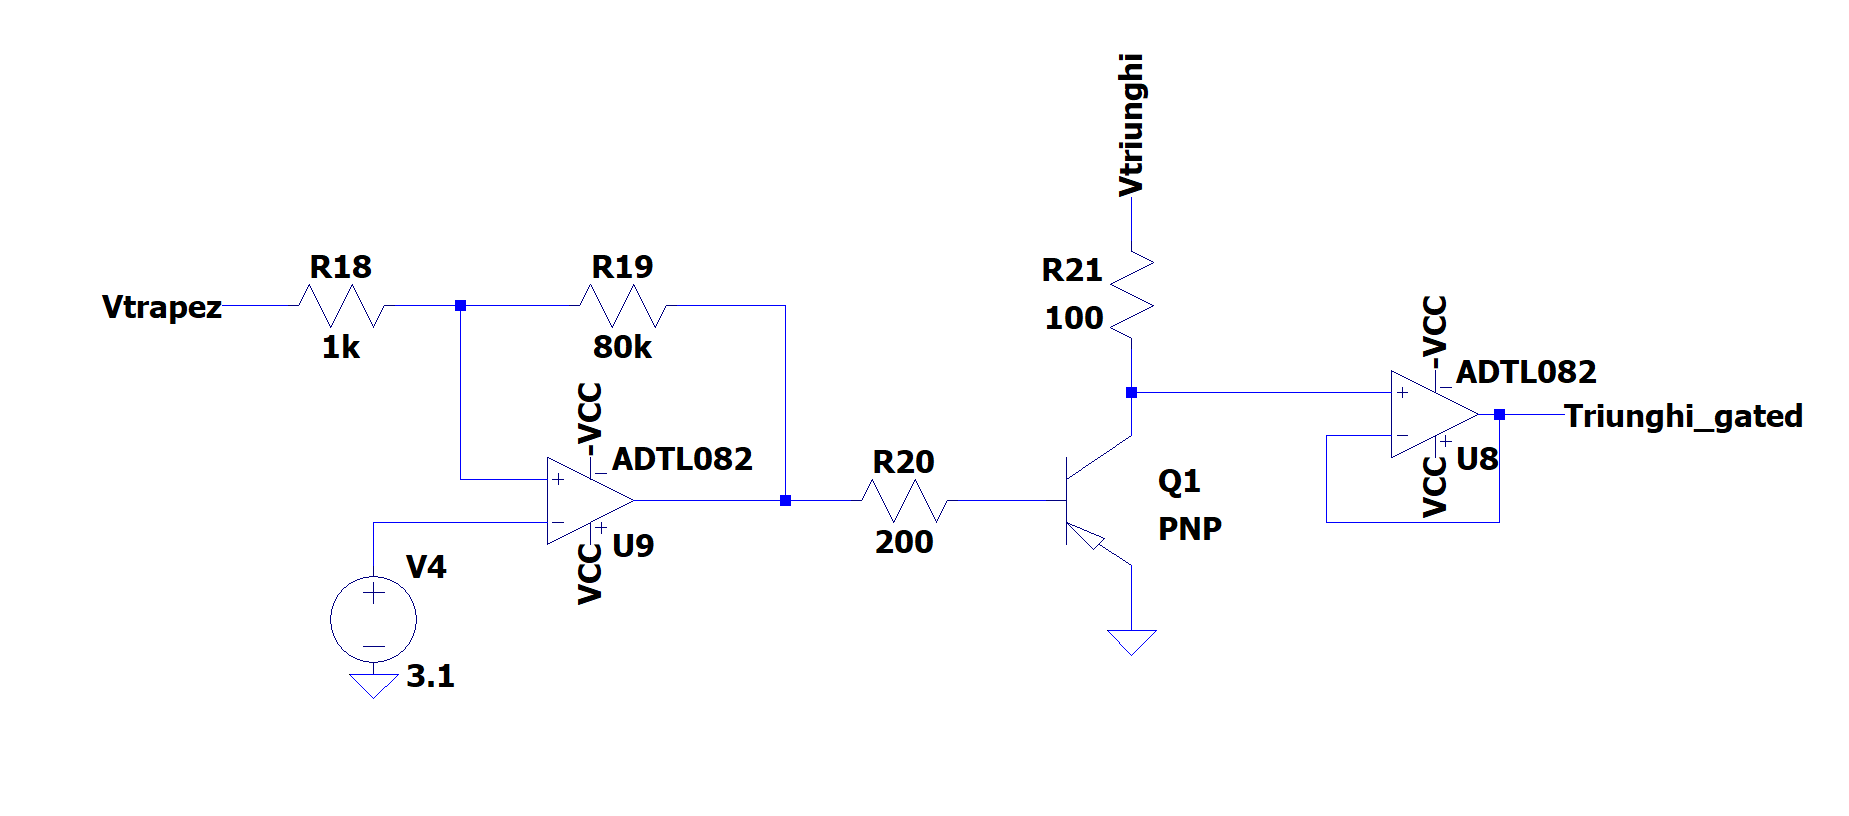 Vtriunghi
R18
R19
R21
Vtrapez
100
1k
80k
-VCC
ADTL082
Triunghi_gated
U8
VCC
-VCC
ADTL082
R20
Q1
PNP
200
U9
VCC
V4
3.1